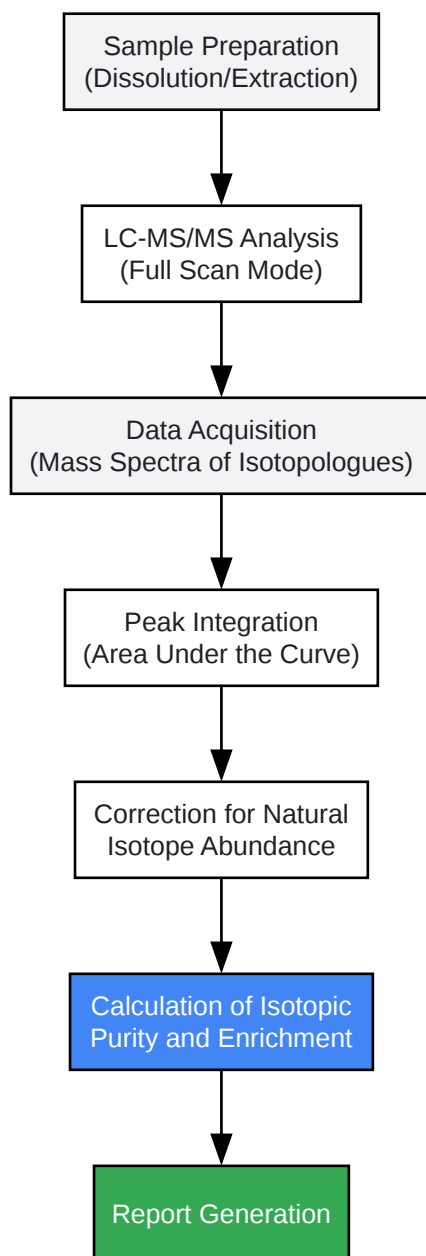 Sample Preparation
(Dissolution/Extraction)
LC-MS/MS Analysis
(Full Scan Mode)
Data Acquisition
(Mass Spectra of Isotopologues)
Peak Integration
(Area Under the Curve)
Correction for Natural
Isotope Abundance
Calculation of Isotopic
Purity and Enrichment
Report Generation